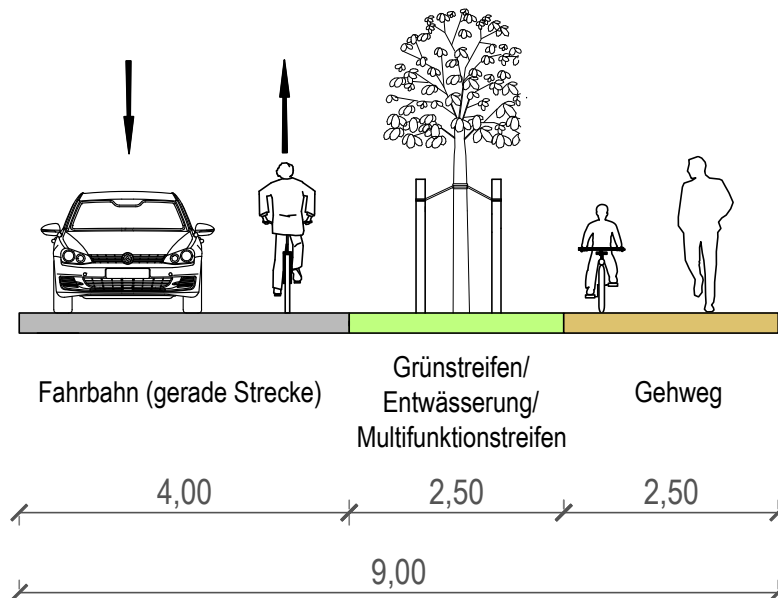 Fahrbahn (gerade Strecke)
Grünstreifen/
Entwässerung/
Multifunktionstreifen
Gehweg
4,00
2,50
2,50
9,00